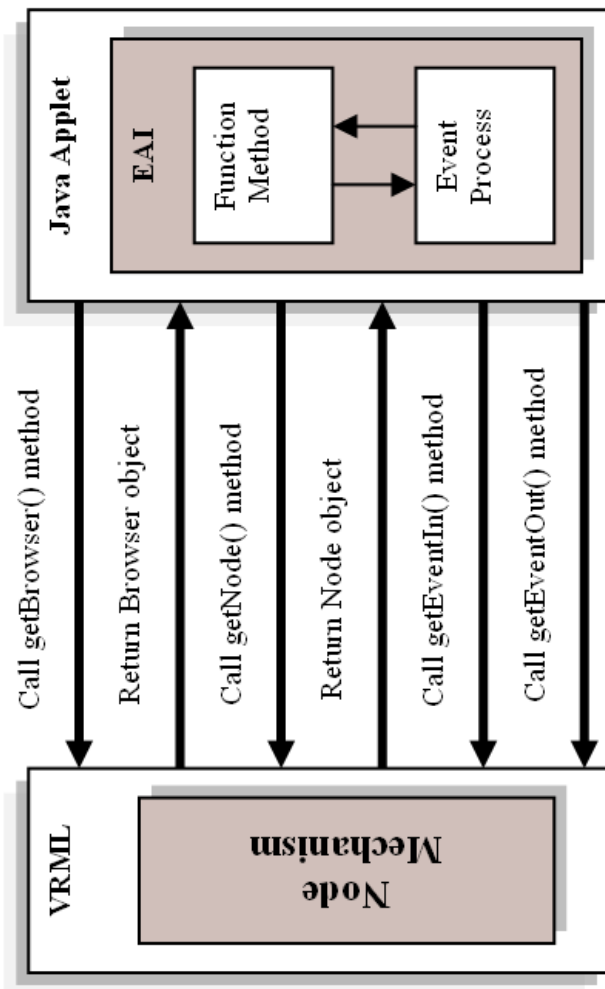 VRML
Node
Mechanism
Call getBrowser() method
Return Browser object
Call getNode() method
Return Node object
Call getEventIn() method
Call getEventOut() method
Java Applet
EAI
Function
Method
Event
Process